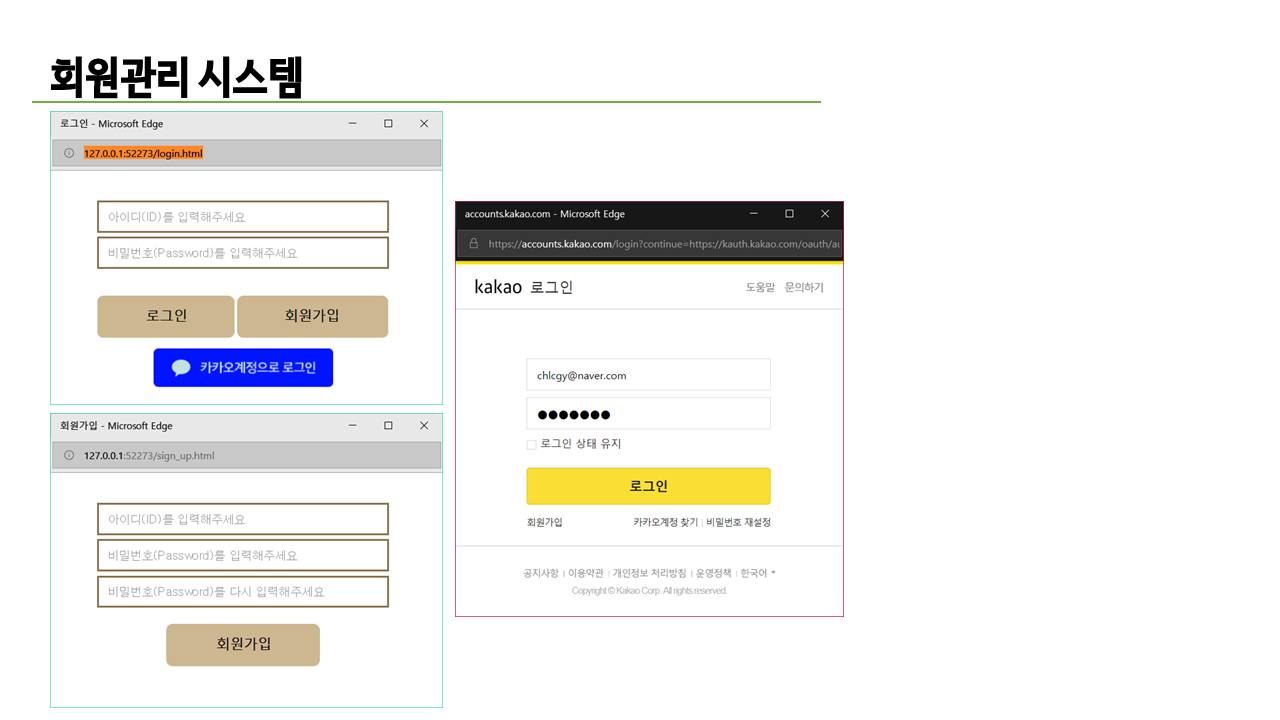 회원관리 시스템
로그인 - Microsoft Edge
127.0.0.1:52273/login.html
아이디(ID)를 입력해주세요
비밀번호(Password)를 입력해주세요
로그인 회원가입
카카오계정으로 로그인
회원가입 - Microsoft Edge
127.0.0.1:52273/sign_up.html
아이디(ID)를 입력해주세요
비밀번호(Password)를 입력해주세요
비밀번호(Password)를 다시 입력해주세요
회원가입
accounts.kakao.com - Microsoft Edge
https://accounts.kakao.com/login?continue=https://kauth.kakao.com/oauth/au
kakao 로그인 도움말 문의하기
chlcgy@naver.com
●●●●●●●
로그인 상태 유지
로그인
회원가입 카카오계정 찾기 | 비밀번호 재설정
공지사항 | 이용약관 | 개인정보 처리방침 | 운영정책 | 한국어
Copyright © Kakao Corp. All rights reserved.